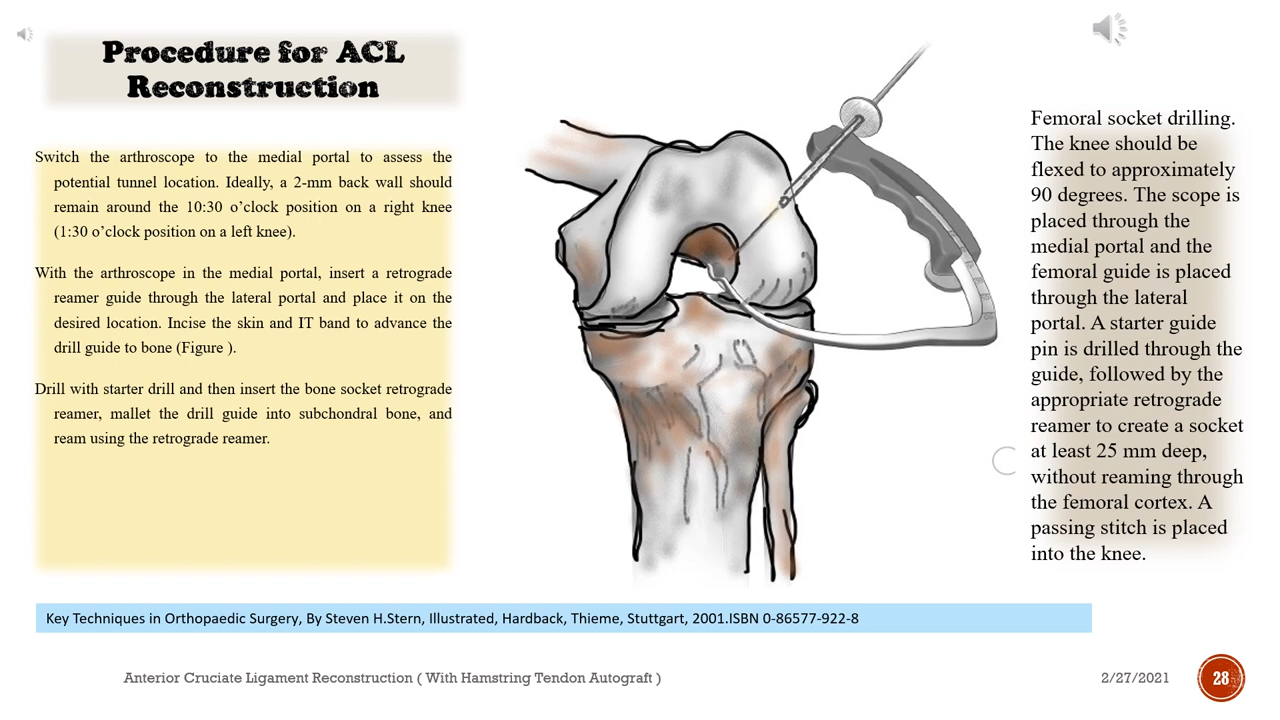 Procedure for ACL
Reconstruction
Switch the arthroscope to the medial portal to assess the
potential tunnel location. Ideally, a 2-mm back wall should
remain around the 10:30 o’clock position on a right knee
(1:30 o’clock position on a left knee).
With the arthroscope in the medial portal, insert a retrograde
reamer guide through the lateral portal and place it on the
desired location. Incise the skin and IT band to advance the
drill guide to bone (Figure ).
Drill with starter drill and then insert the bone socket retrograde
reamer, mallet the drill guide into subchondral bone, and
ream using the retrograde reamer.
Femoral socket drilling.
The knee should be
flexed to approximately
90 degrees. The scope is
placed through the
medial portal and the
femoral guide is placed
through the lateral
portal. A starter guide
pin is drilled through the
guide, followed by the
appropriate retrograde
reamer to create a socket
at least 25 mm deep,
without reaming through
the femoral cortex. A
passing stitch is placed
into the knee.
Key Techniques in Orthopaedic Surgery, By Steven H.Stern, Illustrated, Hardback, Thieme, Stuttgart, 2001.ISBN 0-86577-922-8
Anterior Cruciate Ligament Reconstruction ( With Hamstring Tendon Autograft )
2/27/2021
28